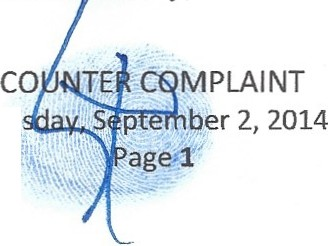 COUNTER COMPLAINT
sday, September 2, 2014
Page 1